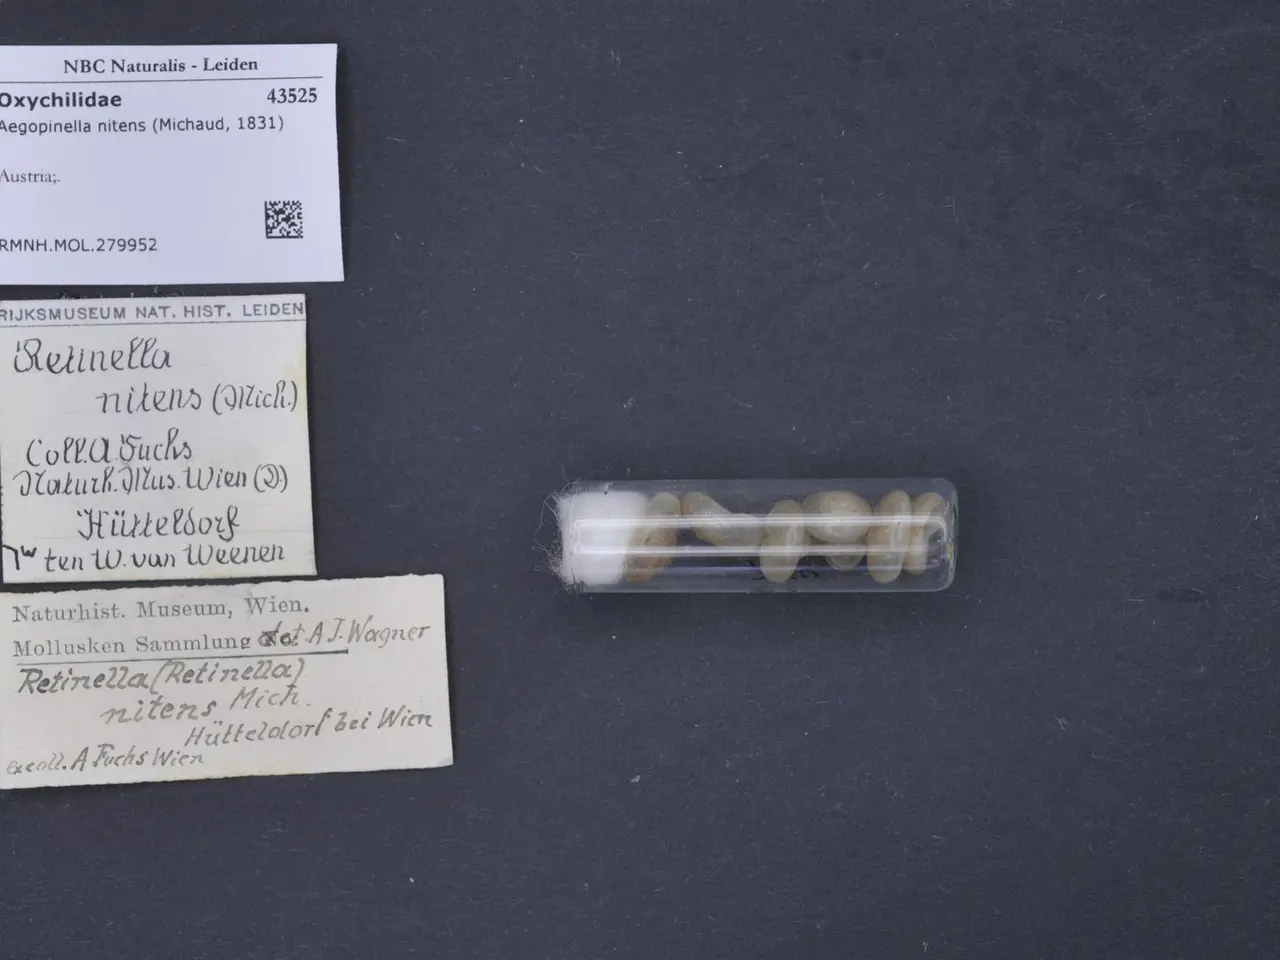 NBC Naturalis - Leiden
Oxychilidae 43525
Aegopinella nitens (Michaud, 1831)
Austria;.
RMNH.MOL.279952
RIJKSMUSEUM NAT. HIST. LEIDEN
Retinella
nitens (Mich.)
Coll. A. Fuchs
Naturh. Mus. Wien (D)
Hütteldorf
ten W. van Weenen
Naturhist. Museum, Wien.
Mollusken Sammlung det. A J. Wagner
Retinella (Retinella)
nitens Mich.
Hütteldorf bei Wien
ex coll. A Fuchs Wien